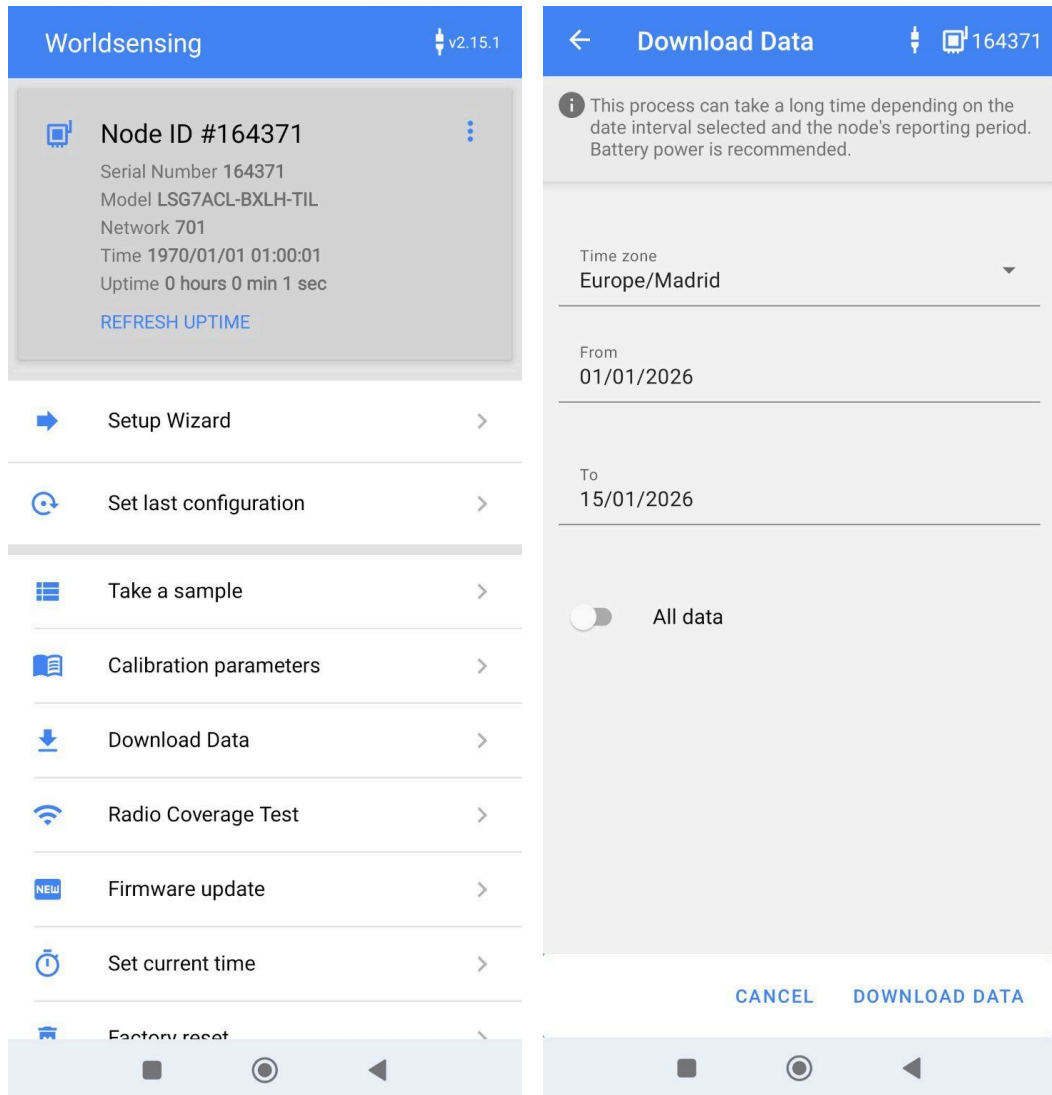 Worldsensing
v2.15.1
Node ID #164371
Serial Number 164371
Model LSG7ACL-BXLH-TIL
Network 701
Time 1970/01/01 01:00:01
Uptime 0 hours 0 min 1 sec
REFRESH UPTIME
Setup Wizard
Set last configuration
Take a sample
Calibration parameters
Download Data
Radio Coverage Test
NEW
Firmware update
Set current time
Factory reset
Download Data
164371
This process can take a long time depending on the
date interval selected and the node's reporting period.
Battery power is recommended.
Time zone
Europe/Madrid
From
01/01/2026
To
15/01/2026
All data
CANCEL
DOWNLOAD DATA